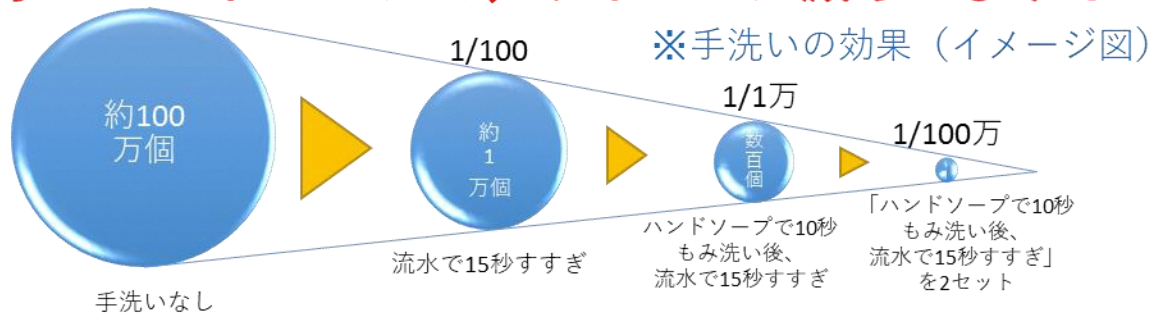 ※手洗いの効果（イメージ図）
約100
万個
手洗いなし
1/100
約
1
万個
流水で15秒すすぎ
1/1万
数
百
個
ハンドソープで10秒
もみ洗い後、
流水で15秒すすぎ
1/100万
「ハンドソープで10秒
もみ洗い後、
流水で15秒すすぎ」
を2セット